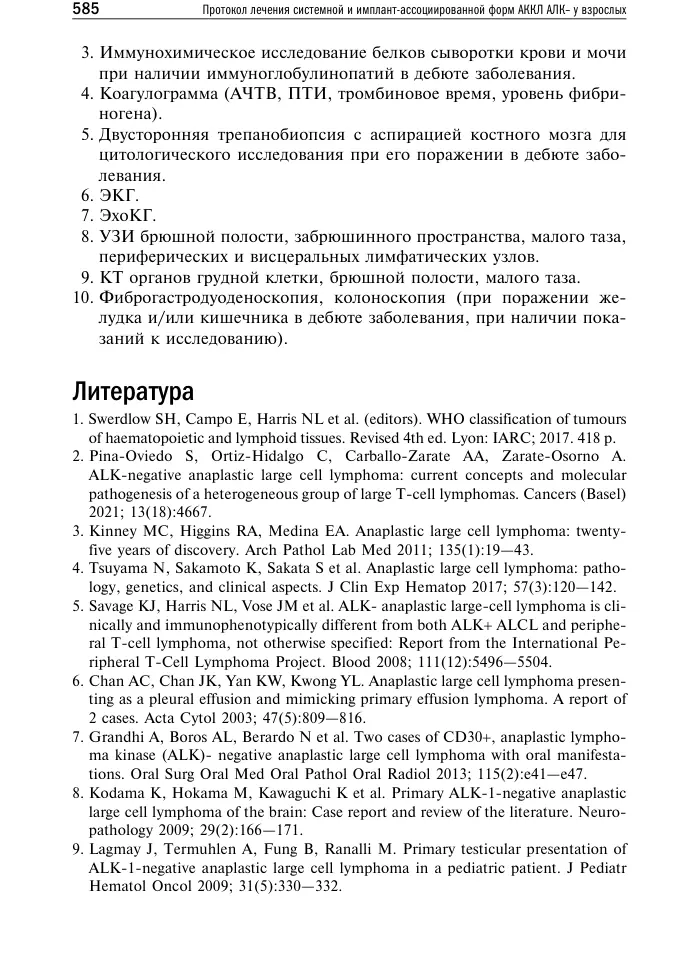 585 Протокол лечения системной и имплант-ассоциированной форм АККЛ АЛК– у взрослых
3. Иммунохимическое исследование белков сыворотки крови и мочи
при наличии иммуноглобулинопатий в дебюте заболевания.
4. Коагулограмма (АЧТВ, ПТИ, тромбиновое время, уровень фибри-
ногена).
5. Двусторонняя трепанобиопсия с аспирацией костного мозга для
цитологического исследования при его поражении в дебюте забо-
левания.
6. ЭКГ.
7. ЭхоКГ.
8. УЗИ брюшной полости, забрюшинного пространства, малого таза,
периферических и висцеральных лимфатических узлов.
9. КТ органов грудной клетки, брюшной полости, малого таза.
10. Фиброгастродуоденоскопия, колоноскопия (при поражении же-
лудка и/или кишечника в дебюте заболевания, при наличии пока-
заний к исследованию).
Литература
1. Swerdlow SH, Campo E, Harris NL et al. (editors). WHO classification of tumours
of haematopoietic and lymphoid tissues. Revised 4th ed. Lyon: IARC; 2017. 418 p.
2. Pina-Oviedo S, Ortiz-Hidalgo C, Carballo-Zarate AA, Zarate-Osorno A.
ALK-negative anaplastic large cell lymphoma: current concepts and molecular
pathogenesis of a heterogeneous group of large T-cell lymphomas. Cancers (Basel)
2021; 13(18):4667.
3. Kinney MC, Higgins RA, Medina EA. Anaplastic large cell lymphoma: twenty-
five years of discovery. Arch Pathol Lab Med 2011; 135(1):19—43.
4. Tsuyama N, Sakamoto K, Sakata S et al. Anaplastic large cell lymphoma: patho-
logy, genetics, and clinical aspects. J Clin Exp Hematop 2017; 57(3):120—142.
5. Savage KJ, Harris NL, Vose JM et al. ALK- anaplastic large-cell lymphoma is cli-
nically and immunophenotypically different from both ALK+ ALCL and periphe-
ral T-cell lymphoma, not otherwise specified: Report from the International Pe-
ripheral T-Cell Lymphoma Project. Blood 2008; 111(12):5496—5504.
6. Chan AC, Chan JK, Yan KW, Kwong YL. Anaplastic large cell lymphoma presen-
ting as a pleural effusion and mimicking primary effusion lymphoma. A report of
2 cases. Acta Cytol 2003; 47(5):809—816.
7. Grandhi A, Boros AL, Berardo N et al. Two cases of CD30+, anaplastic lympho-
ma kinase (ALK)- negative anaplastic large cell lymphoma with oral manifesta-
tions. Oral Surg Oral Med Oral Pathol Oral Radiol 2013; 115(2):e41—e47.
8. Kodama K, Hokama M, Kawaguchi K et al. Primary ALK-1-negative anaplastic
large cell lymphoma of the brain: Case report and review of the literature. Neuro-
pathology 2009; 29(2):166—171.
9. Lagmay J, Termuhlen A, Fung B, Ranalli M. Primary testicular presentation of
ALK-1-negative anaplastic large cell lymphoma in a pediatric patient. J Pediatr
Hematol Oncol 2009; 31(5):330—332.